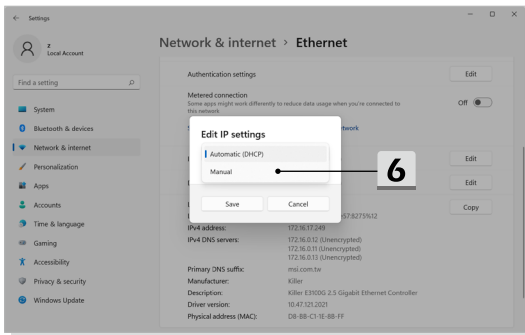 Settings
z
Local Account
Find a setting
System
Bluetooth & devices
Network & internet
Personalization
Apps
Accounts
Time & language
Gaming
Accessibility
Privacy & security
Windows Update
Network & internet > Ethernet
Authentication settings
Edit
Metered connection
Some apps might work differently to reduce data usage when you're connected to
this network
Off
Edit IP settings
Automatic (DHCP)
Manual
Save
Cancel
6
Edit
Edit
Copy
IPv4 address: 172.16.17.249
IPv4 DNS servers: 172.16.0.12 (Unencrypted)
172.16.0.11 (Unencrypted)
172.16.0.13 (Unencrypted)
Primary DNS suffix: msi.com.tw
Manufacturer: Killer
Description: Killer E3100G 2.5 Gigabit Ethernet Controller
Driver version: 10.47.121.2021
Physical address (MAC): D8-BB-C1-1E-8B-FF